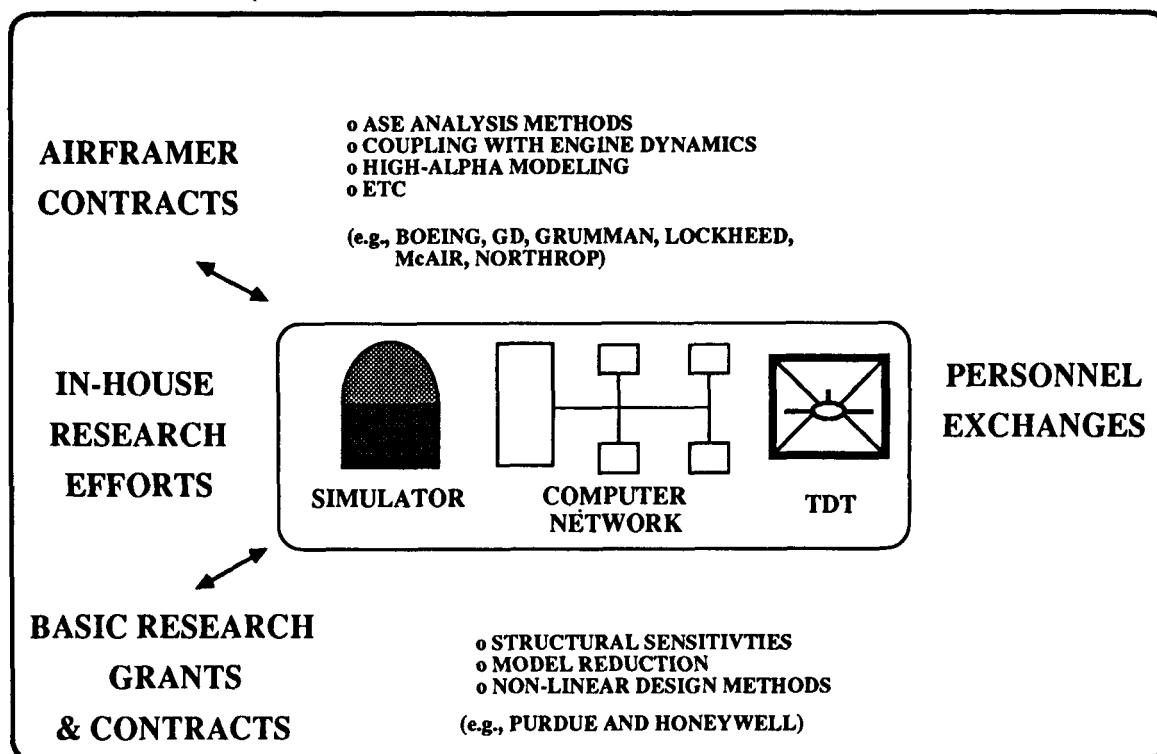 AIRFRAMER
CONTRACTS
o ASE ANALYSIS METHODS
o COUPLING WITH ENGINE DYNAMICS
o HIGH-ALPHA MODELING
o ETC
(e.g., BOEING, GD, GRUMMAN, LOCKHEED,
McAIR, NORTHROP)
IN-HOUSE
RESEARCH
EFFORTS
SIMULATOR
COMPUTER
NETWORK
TDT
PERSONNEL
EXCHANGES
BASIC RESEARCH
GRANTS
& CONTRACTS
o STRUCTURAL SENSITIVTIES
o MODEL REDUCTION
o NON-LINEAR DESIGN METHODS
(e.g., PURDUE AND HONEYWELL)